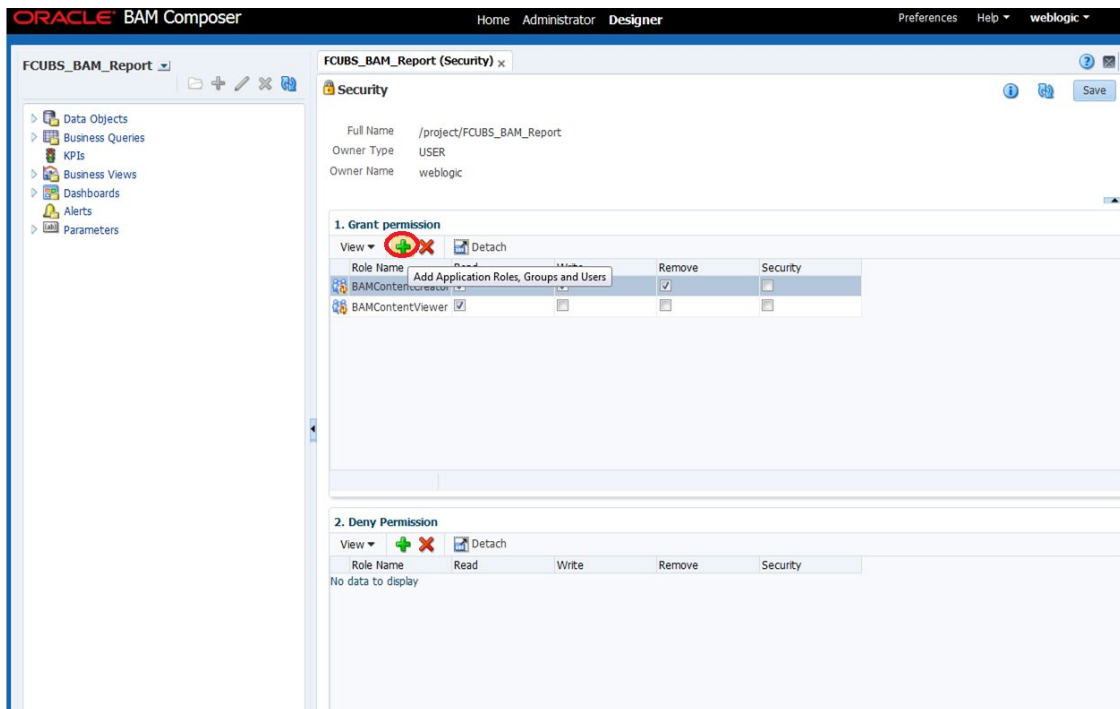 ORACLE BAM Composer
Home Administrator Designer
Preferences Help weblogic
FCUBS_BAM_Report
Data Objects
Business Queries
KPIs
Business Views
Dashboards
Alerts
Parameters
FCUBS_BAM_Report (Security)
Security
Save
Full Name /project/FCUBS_BAM_Report
Owner Type USER
Owner Name weblogic
1. Grant permission
View Detach
Role Name Read Write Remove Security
Add Application Roles, Groups and Users
BAMContentCreator
BAMContentViewer
2. Deny Permission
View Detach
Role Name Read Write Remove Security
No data to display